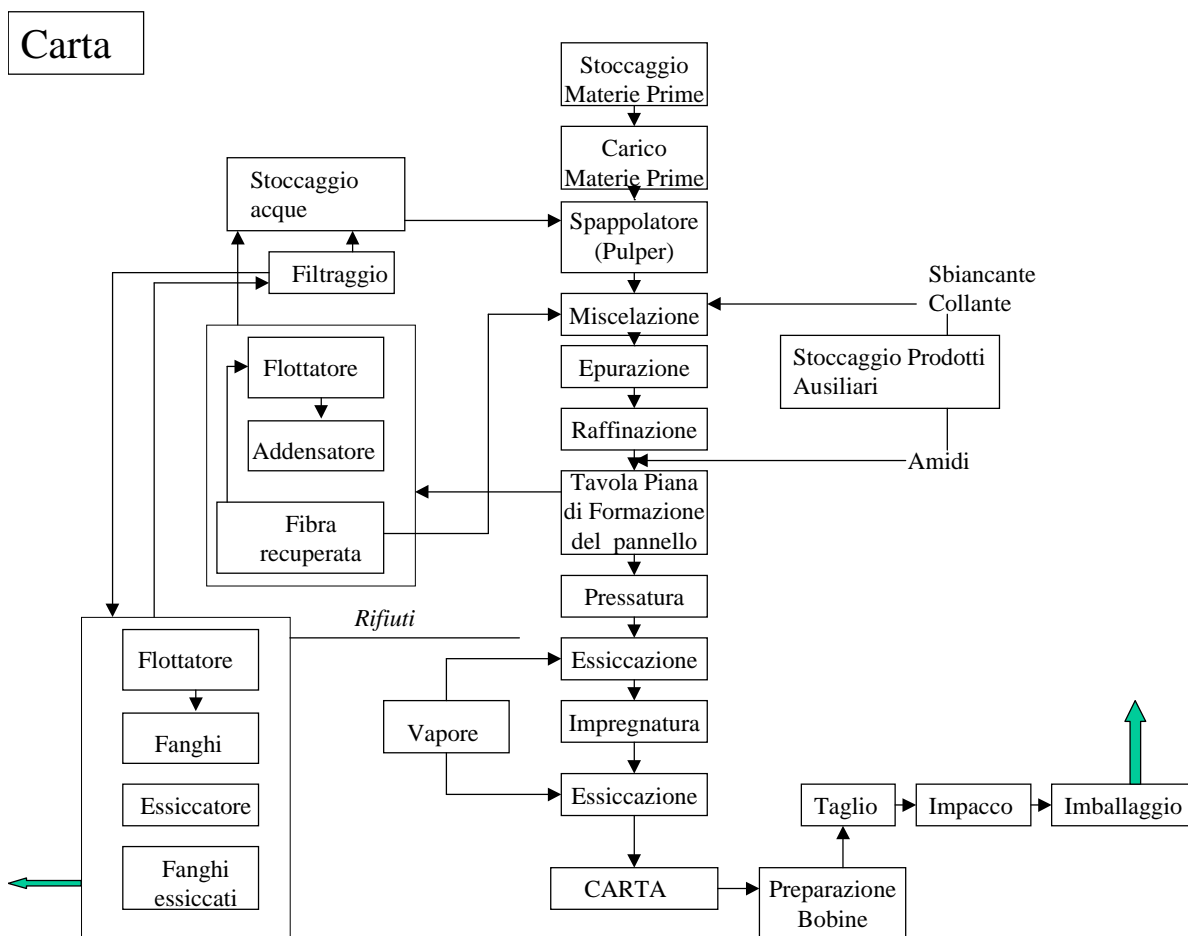 Carta
Stoccaggio
Materie Prime
Carico
Materie Prime
Stoccaggio
acque
Spappolatore
(Pulper)
Filtraggio
Sbiancante
Collante
Miscelazione
Flottatore
Epurazione
Stoccaggio Prodotti
Ausiliari
Addensatore
Raffinazione
Amidi
Tavola Piana
di Formazione
del pannello
Fibra
recuperata
Pressatura
Rifiuti
Flottatore
Essiccazione
Vapore
Impregnatura
Fanghi
Essiccatore
Essiccazione
Taglio
Impacco
Imballaggio
Fanghi
essiccati
CARTA
Preparazione
Bobine